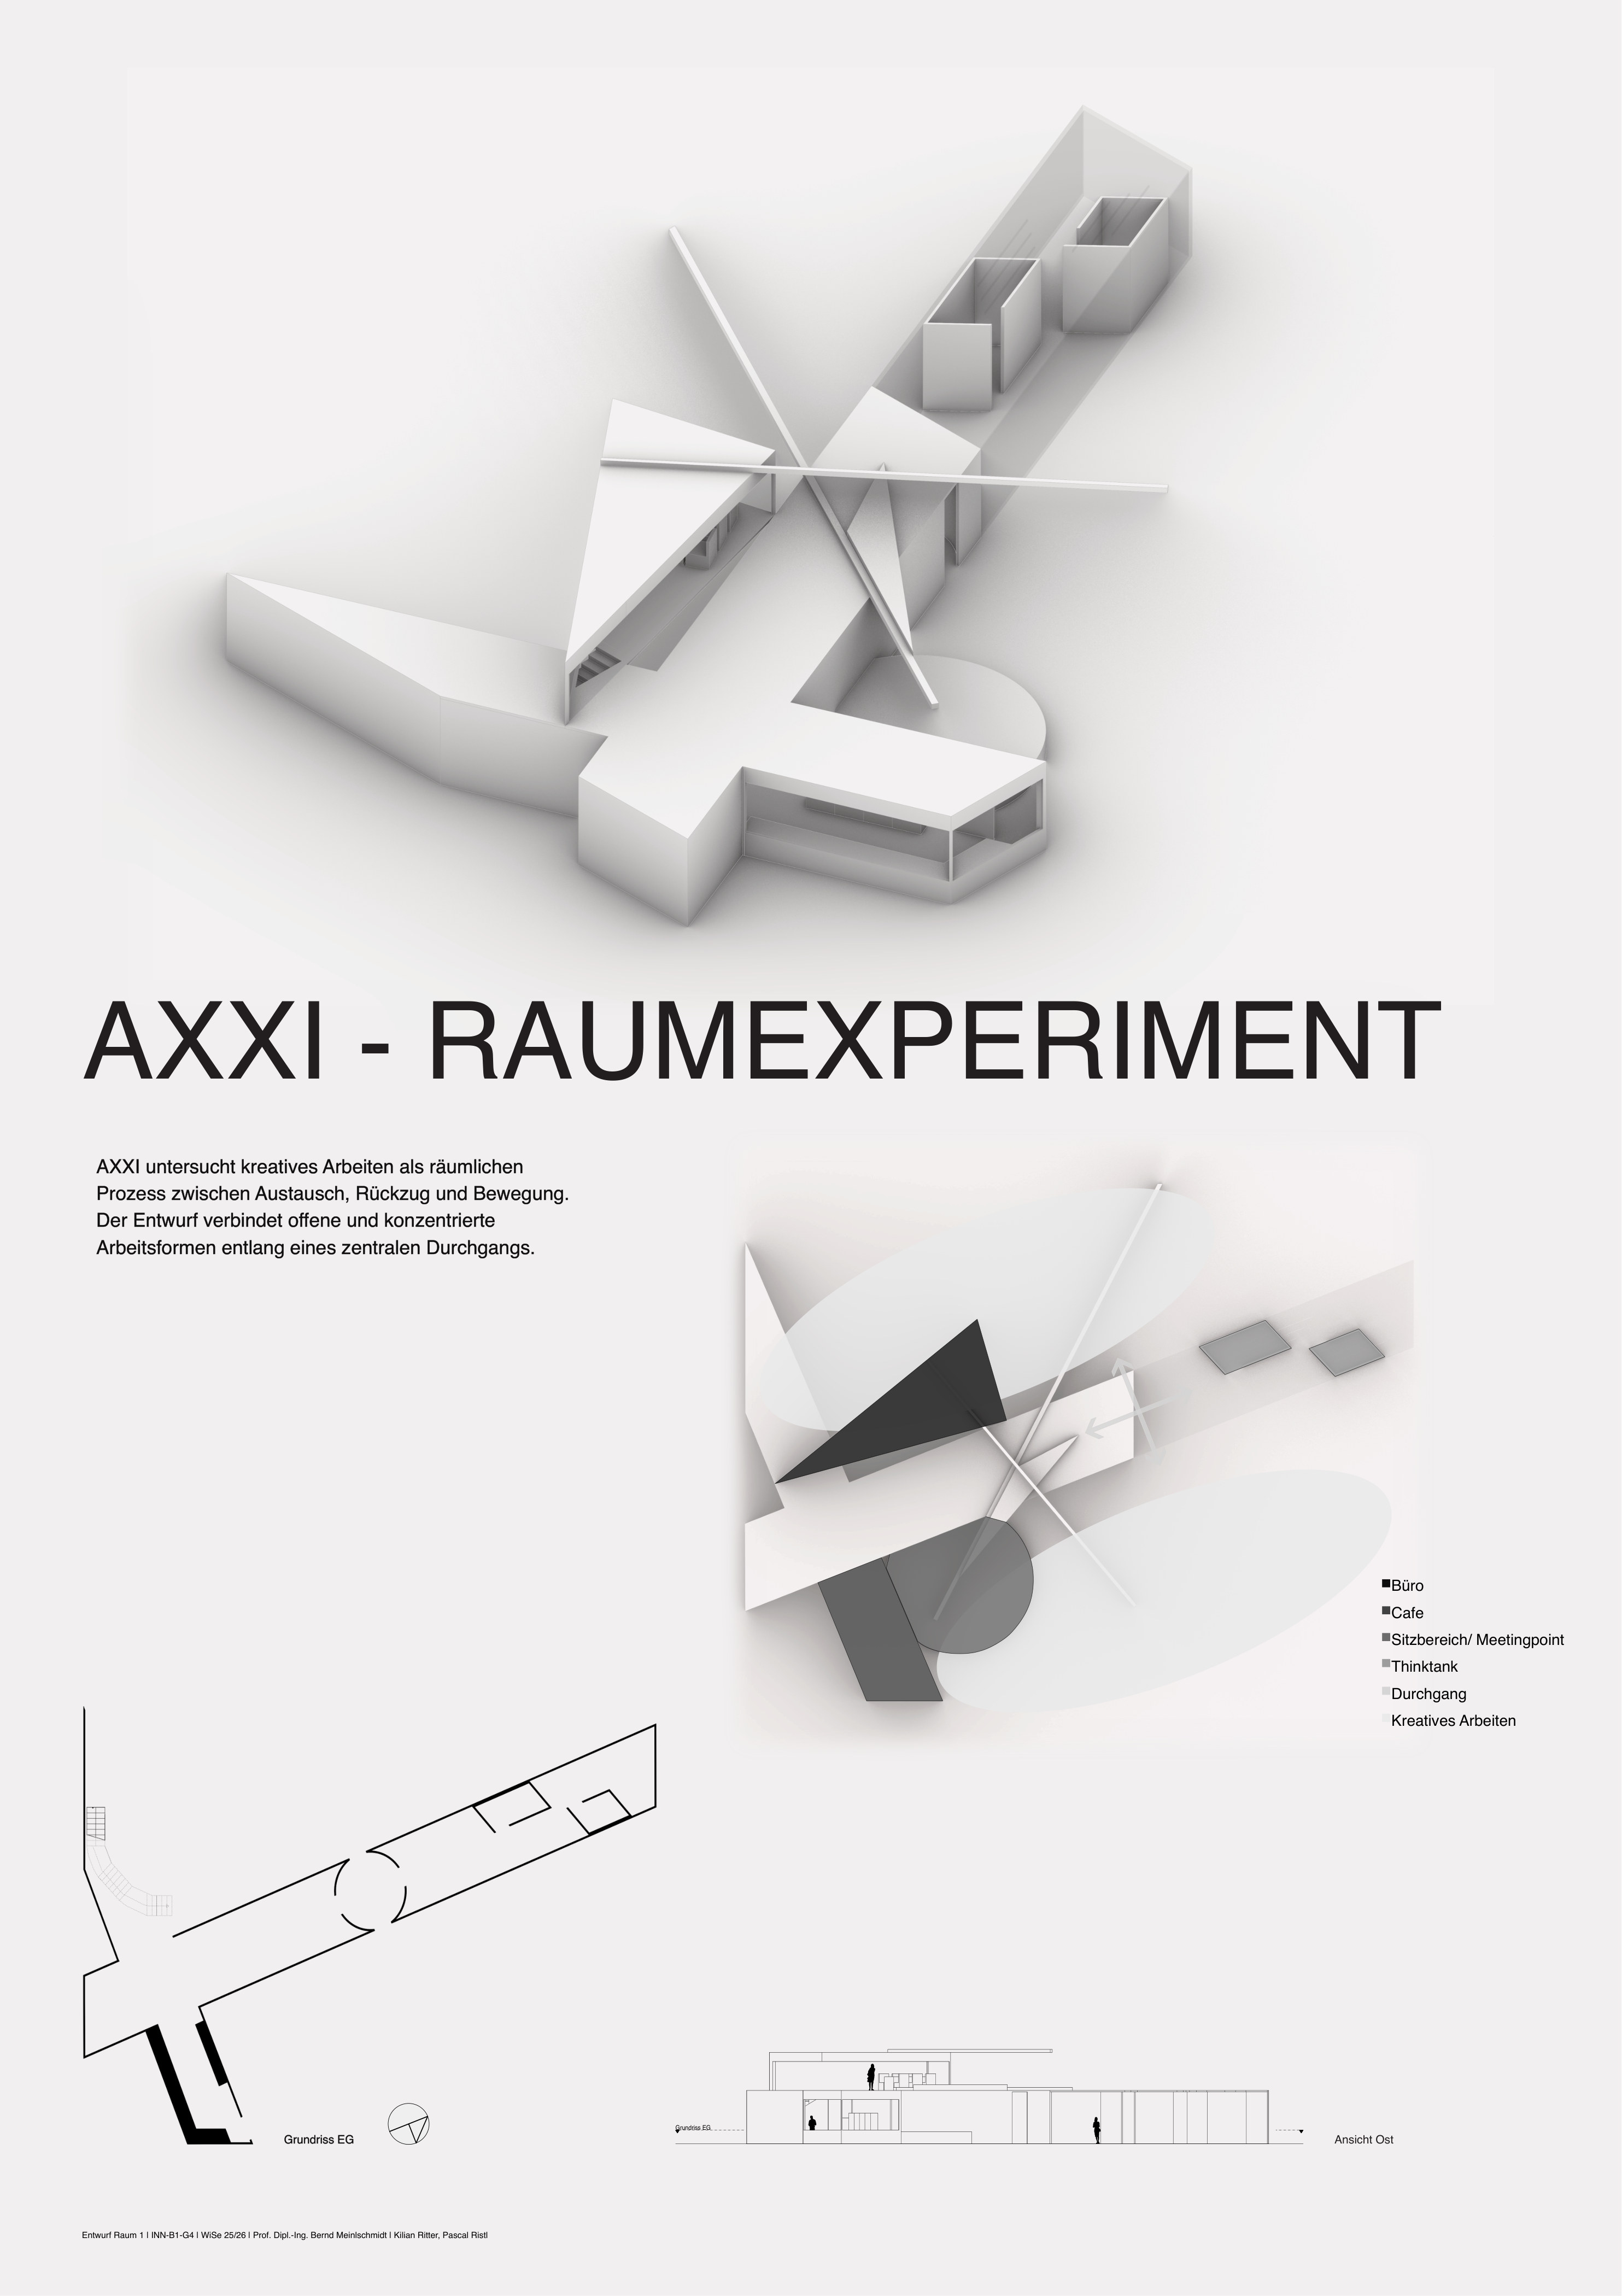 AXXI - RAUMEXPERIMENT
AXXI untersucht kreatives Arbeiten als räumlichen
Prozess zwischen Austausch, Rückzug und Bewegung.
Der Entwurf verbindet offene und konzentrierte
Arbeitsformen entlang eines zentralen Durchgangs.
Büro
Cafe
Sitzbereich/ Meetingpoint
Thinktank
Durchgang
Kreatives Arbeiten
Grundriss EG
Grundriss EG
Ansicht Ost
Entwurf Raum 1 I INN-B1-G4 I WiSe 25/26 I Prof. Dipl.-Ing. Bernd Meinlschmidt I Kilian Ritter, Pascal Ristl